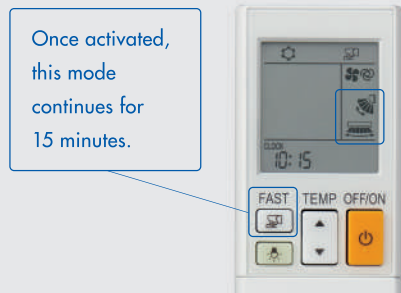 Once activated,
this mode
continues for
15 minutes.
CLOCK
10:15
FAST TEMP OFF/ON